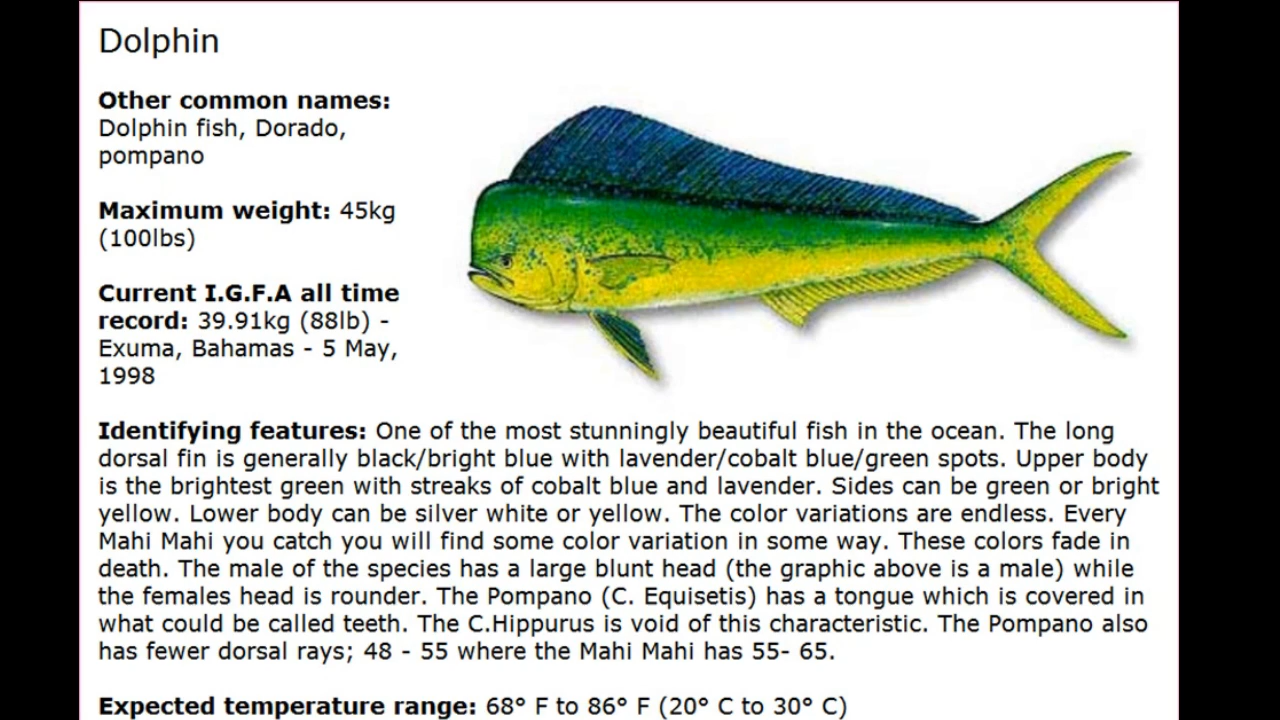 Dolphin
Other common names:
Dolphin fish, Dorado,
pompano
Maximum weight: 45kg
(100lbs)
Current I.G.F.A all time
record: 39.91kg (88lb) -
Exuma, Bahamas - 5 May,
1998
Identifying features: One of the most stunningly beautiful fish in the ocean. The long
dorsal fin is generally black/bright blue with lavender/cobalt blue/green spots. Upper body
is the brightest green with streaks of cobalt blue and lavender. Sides can be green or bright
yellow. Lower body can be silver white or yellow. The color variations are endless. Every
Mahi Mahi you catch you will find some color variation in some way. These colors fade in
death. The male of the species has a large blunt head (the graphic above is a male) while
the females head is rounder. The Pompano (C. Equisetis) has a tongue which is covered in
what could be called teeth. The C.Hippurus is void of this characteristic. The Pompano also
has fewer dorsal rays; 48 - 55 where the Mahi Mahi has 55- 65.
Expected temperature range: 68° F to 86° F (20° C to 30° C)